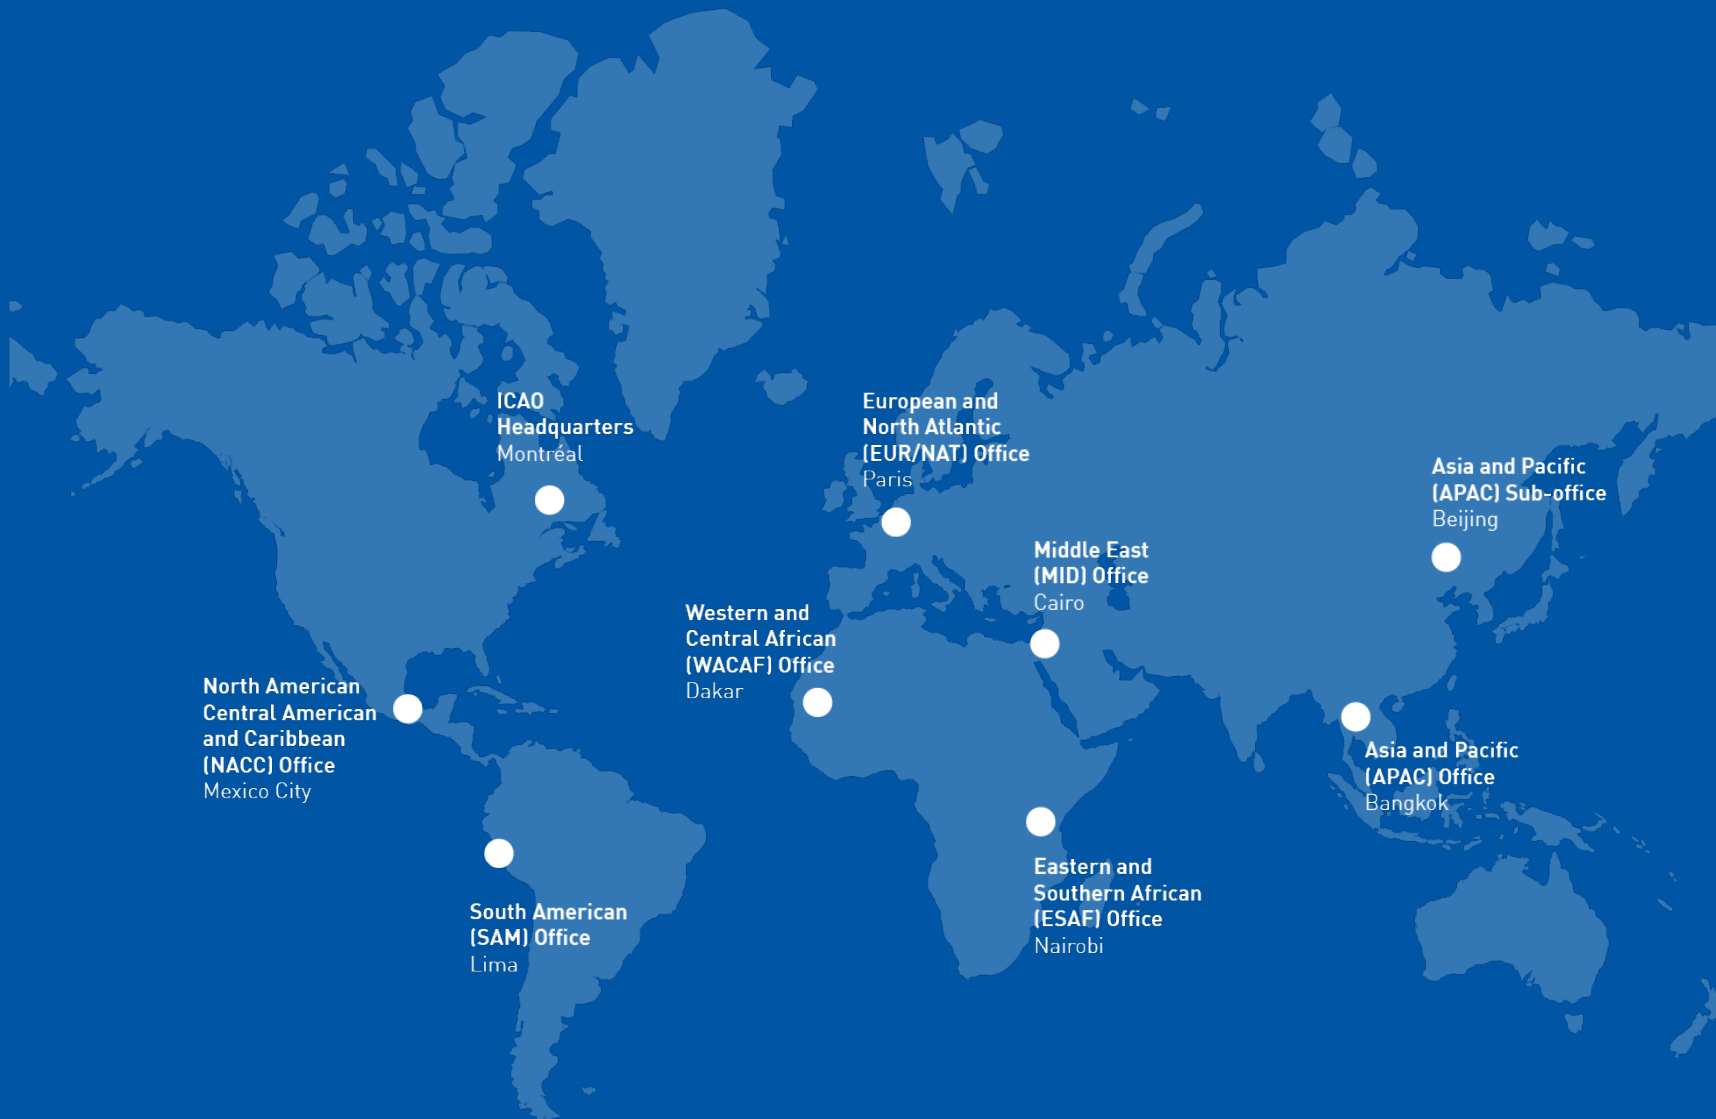 ICAO
Headquarters
Montréal
European and
North Atlantic
(EUR/NAT) Office
Paris
Asia and Pacific
(APAC) Sub-office
Beijing
Middle East
(MID) Office
Cairo
Western and
Central African
(WACAF) Office
Dakar
North American
Central American
and Caribbean
(NACC) Office
Mexico City
Asia and Pacific
(APAC) Office
Bangkok
Eastern and
Southern African
(ESAF) Office
Nairobi
South American
(SAM) Office
Lima